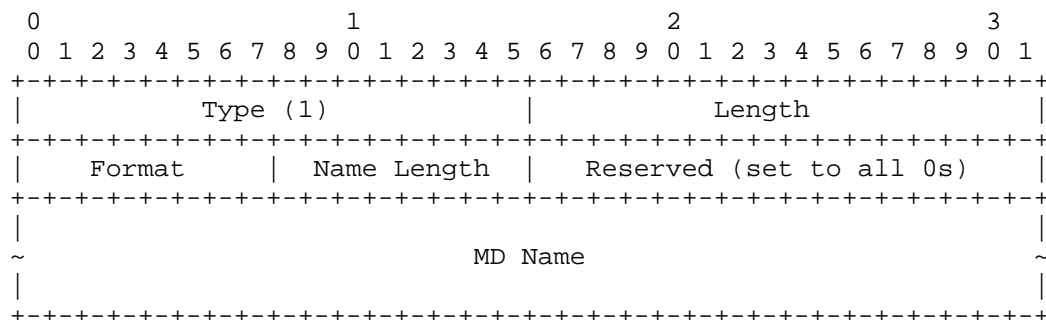 0                   1                   2                   3
 0 1 2 3 4 5 6 7 8 9 0 1 2 3 4 5 6 7 8 9 0 1 2 3 4 5 6 7 8 9 0 1
+-+-+-+-+-+-+-+-+-+-+-+-+-+-+-+-+-+-+-+-+-+-+-+-+-+-+-+-+-+-+-+-+
|           Type (1)            |           Length              |
+-+-+-+-+-+-+-+-+-+-+-+-+-+-+-+-+-+-+-+-+-+-+-+-+-+-+-+-+-+-+-+-+
|    Format     |  Name Length  |   Reserved (set to all 0s)    |
+-+-+-+-+-+-+-+-+-+-+-+-+-+-+-+-+-+-+-+-+-+-+-+-+-+-+-+-+-+-+-+-+
|                                                               |
~                            MD Name                            ~
|                                                               |
+-+-+-+-+-+-+-+-+-+-+-+-+-+-+-+-+-+-+-+-+-+-+-+-+-+-+-+-+-+-+-+-+